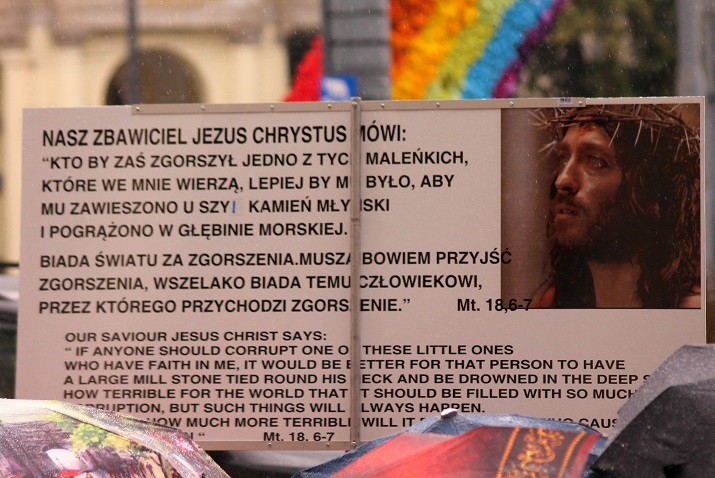 NASZ ZBAWICIEL JEZUS CHRYSTUS MÓWI:
“KTO BY ZAŚ ZGORSZYŁ JEDNO Z TYCH MALEŃKICH,
KTÓRE WE MNIE WIERZĄ, LEPIEJ BY MU BYŁO, ABY
MU ZAWIESZONO U SZYI KAMIEŃ MŁYŃSKI
I POGRĄŻONO W GŁĘBINIE MORSKIEJ.
BIADA ŚWIATU ZA ZGORSZENIA.MUSZĄ BOWIEM PRZYJŚĆ
ZGORSZENIA, WSZELAKO BIADA TEMU CZŁOWIEKOWI,
PRZEZ KTÓREGO PRZYCHODZI ZGORSZENIE.” Mt. 18,6-7
OUR SAVIOUR JESUS CHRIST SAYS:
“ IF ANYONE SHOULD CORRUPT ONE OF THESE LITTLE ONES
WHO HAVE FAITH IN ME, IT WOULD BE BETTER FOR THAT PERSON TO HAVE
A LARGE MILL STONE TIED ROUND HIS NECK AND BE DROWNED IN THE DEEP
HOW TERRIBLE FOR THE WORLD THAT IT SHOULD BE FILLED WITH SO MUCH
CORRUPTION, BUT SUCH THINGS WILL ALWAYS HAPPEN.
HOW MUCH MORE TERRIBLE WILL IT
“ Mt. 18. 6-7